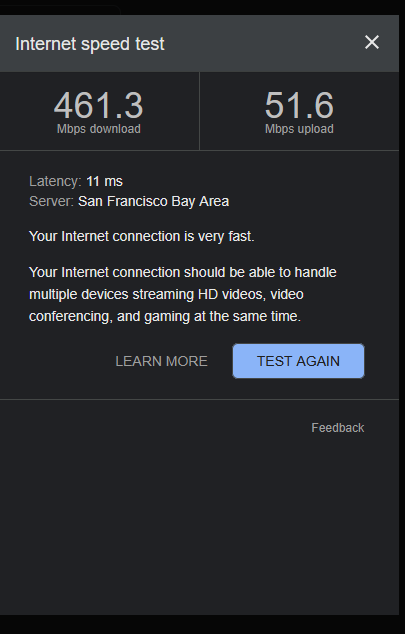 Internet speed test
461.3
Mbps download
51.6
Mbps upload
Latency: 11 ms
Server: San Francisco Bay Area
Your Internet connection is very fast.
Your Internet connection should be able to handle
multiple devices streaming HD videos, video
conferencing, and gaming at the same time.
LEARN MORE
TEST AGAIN
Feedback